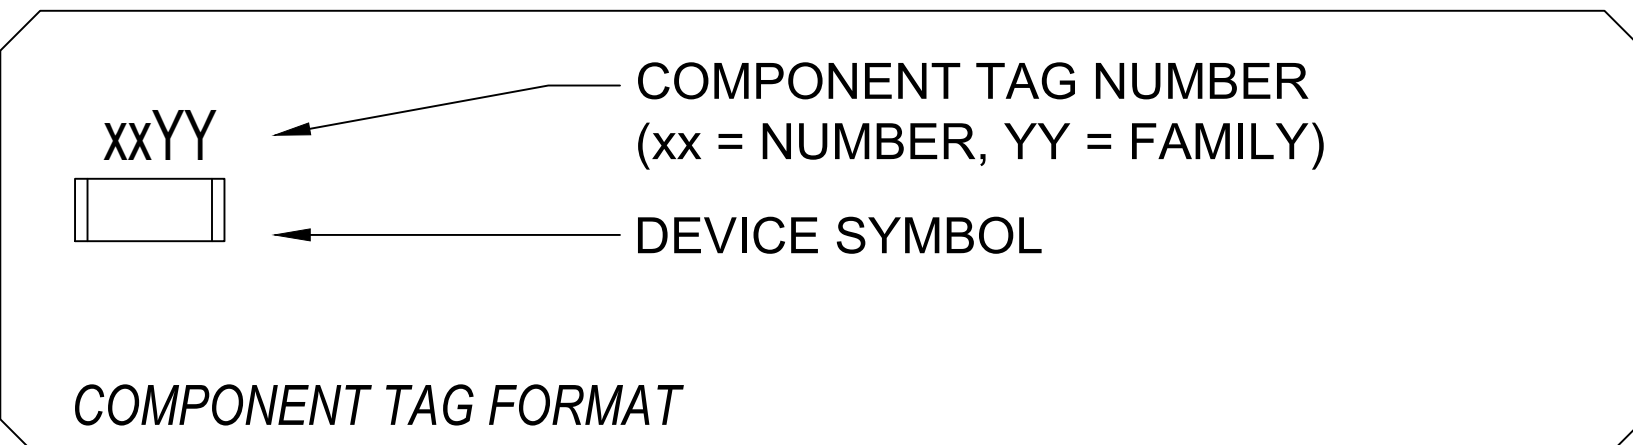 xxYY
COMPONENT TAG NUMBER
(xx = NUMBER, YY = FAMILY)
DEVICE SYMBOL
COMPONENT TAG FORMAT